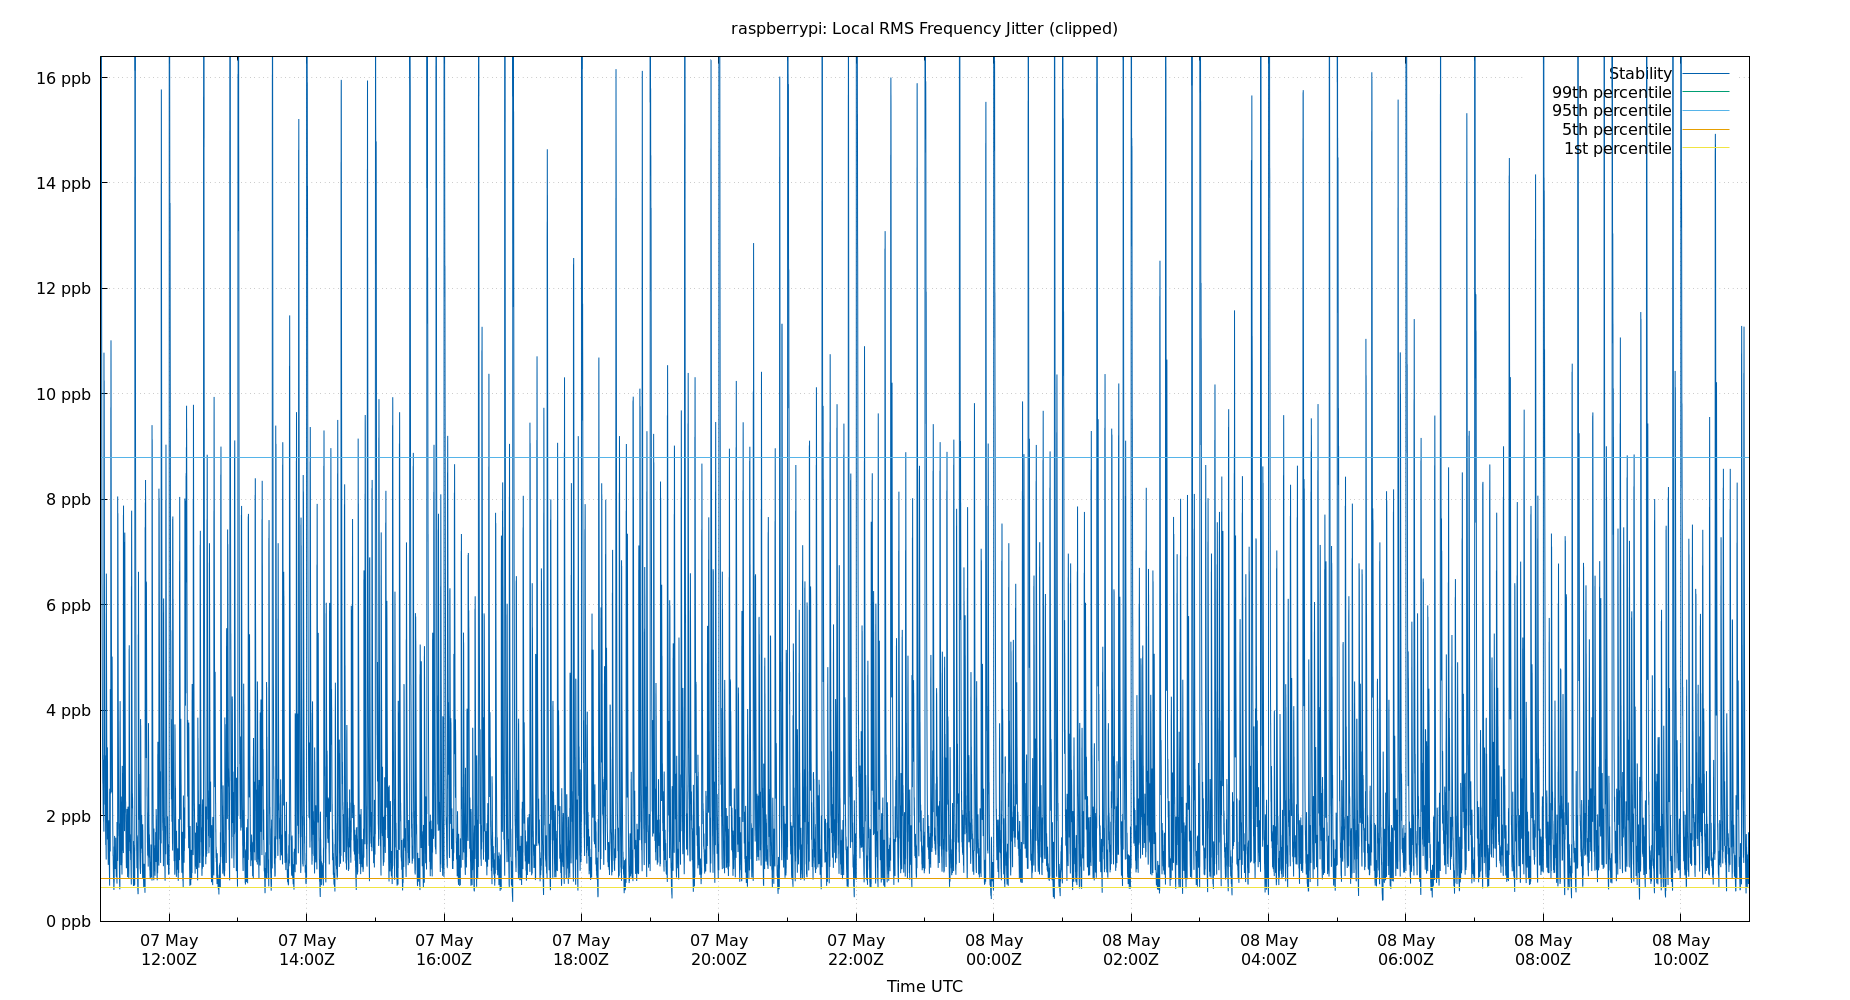 raspberrypi: Local RMS Frequency Jitter (clipped)
16 ppb
14 ppb
12 ppb
10 ppb
8 ppb
6 ppb
4 ppb
2 ppb
0 ppb
Stability
99th percentile
95th percentile
5th percentile
1st percentile
07 May 07 May 07 May 07 May 07 May 07 May 08 May 08 May 08 May 08 May 08 May 08 May
12:00Z 14:00Z 16:00Z 18:00Z 20:00Z 22:00Z 00:00Z 02:00Z 04:00Z 06:00Z 08:00Z 10:00Z
Time UTC